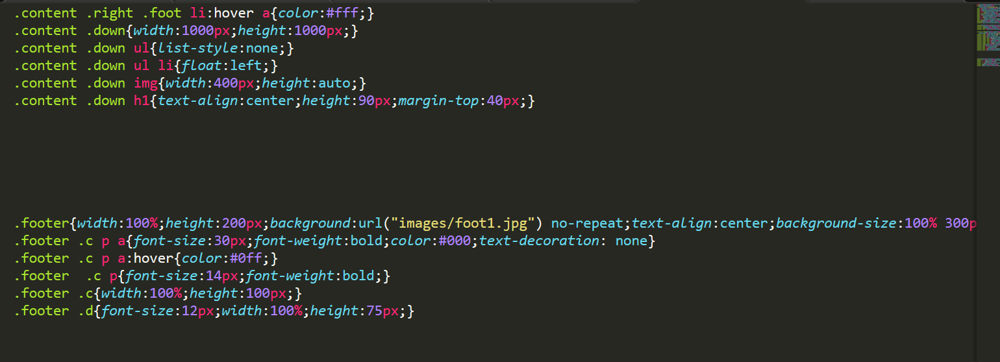 .content .right .foot li:hover a{color:#fff;}
.content .down{width:1000px;height:1000px;}
.content .down ul{list-style:none;}
.content .down ul li{float:left;}
.content .down img{width:400px;height:auto;}
.content .down h1{text-align:center;height:90px;margin-top:40px;}
.footer{width:100%;height:200px;background:url("images/foot1.jpg") no-repeat;text-align:center;background-size:100% 300p
.footer .c p a{font-size:30px;font-weight:bold;color:#000;text-decoration: none}
.footer .c p a:hover{color:#0ff;}
.footer  .c p{font-size:14px;font-weight:bold;}
.footer .c{width:100%;height:100px;}
.footer .d{font-size:12px;width:100%;height:75px;}